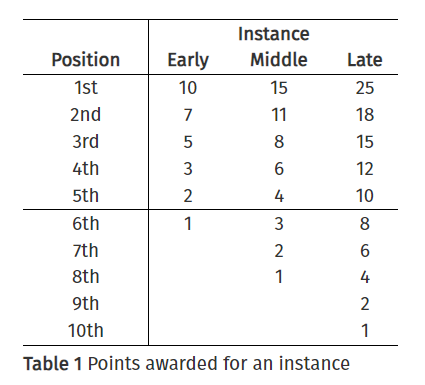 Instance
Position Early Middle Late
1st 10 15 25
2nd 7 11 18
3rd 5 8 15
4th 3 6 12
5th 2 4 10
6th 1 3 8
7th 2 6
8th 1 4
9th 2
10th 1
Table 1 Points awarded for an instance